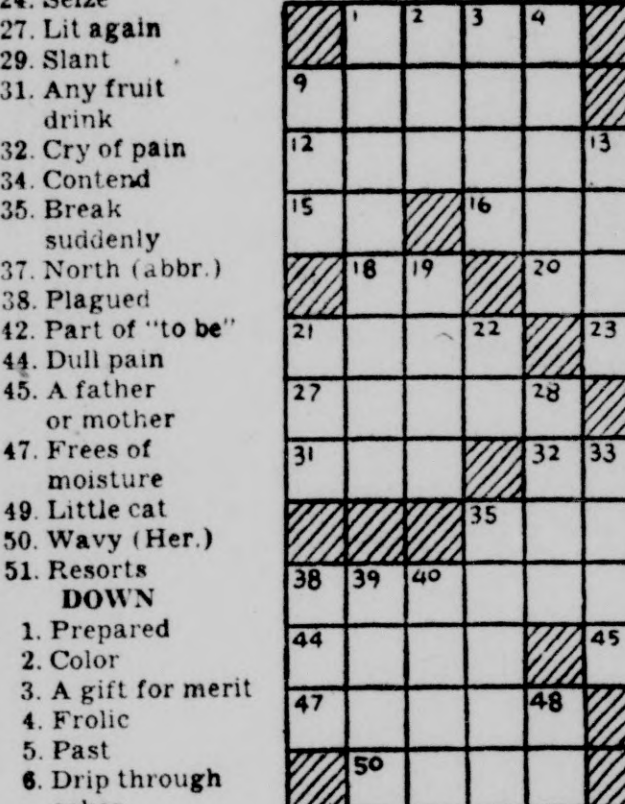 24. Seize
27. Lit again
29. Slant
31. Any fruit
drink
32. Cry of pain
34. Contend
35. Break
suddenly
37. North (abbr.)
38. Plagued
42. Part of "to be"
44. Dull pain
45. A father
or mother
47. Frees of
moisture
49. Little cat
50. Wavy (Her.)
51. Resorts
DOWN
1. Prepared
2. Color
3. A gift for merit
4. Frolic
5. Past
6. Drip through
1 2 3 4
9
12 13
15 16
18 19 20
21 22 23
27 28
31 32 33
35
38 39 40
44 45
47 48
50